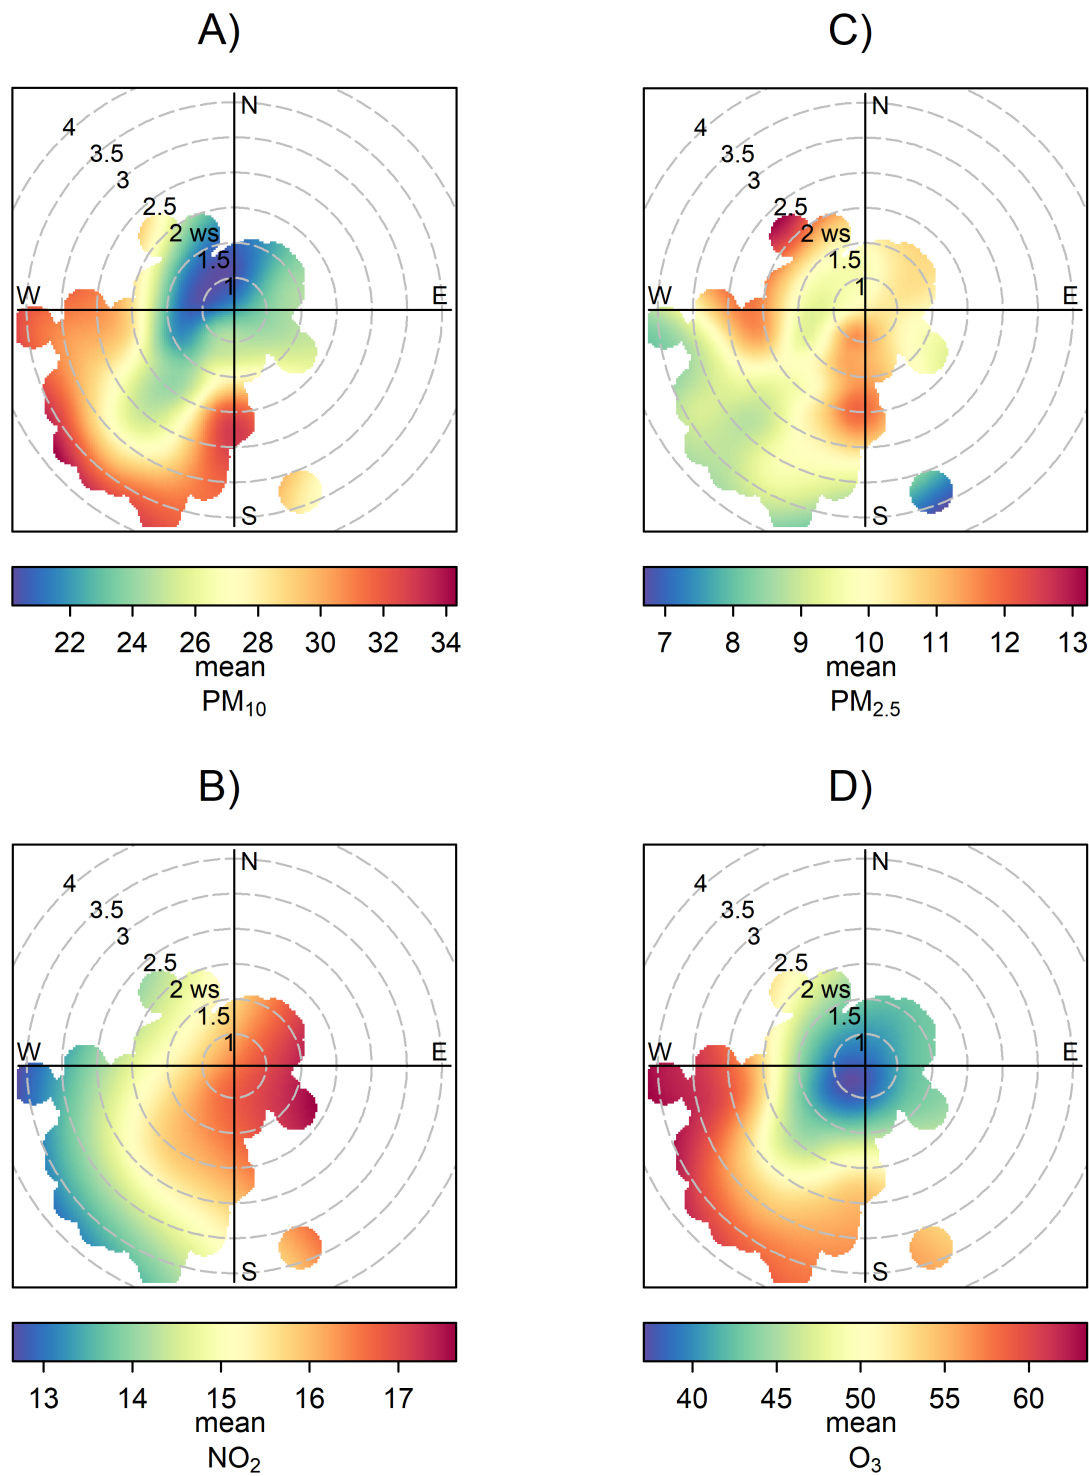 A)
N
4
3.5
3
2.5
2 ws
1.5
1
W
E
S
22 24 26 28 30 32 34
mean
PM10
C)
N
4
3.5
3
2.5
2 ws
1.5
1
W
E
S
7 8 9 10 11 12 13
mean
PM2.5
B)
N
4
3.5
3
2.5
2 ws
1.5
1
W
E
S
13 14 15 16 17
mean
NO2
D)
N
4
3.5
3
2.5
2 ws
1.5
1
W
E
S
40 45 50 55 60
mean
O3